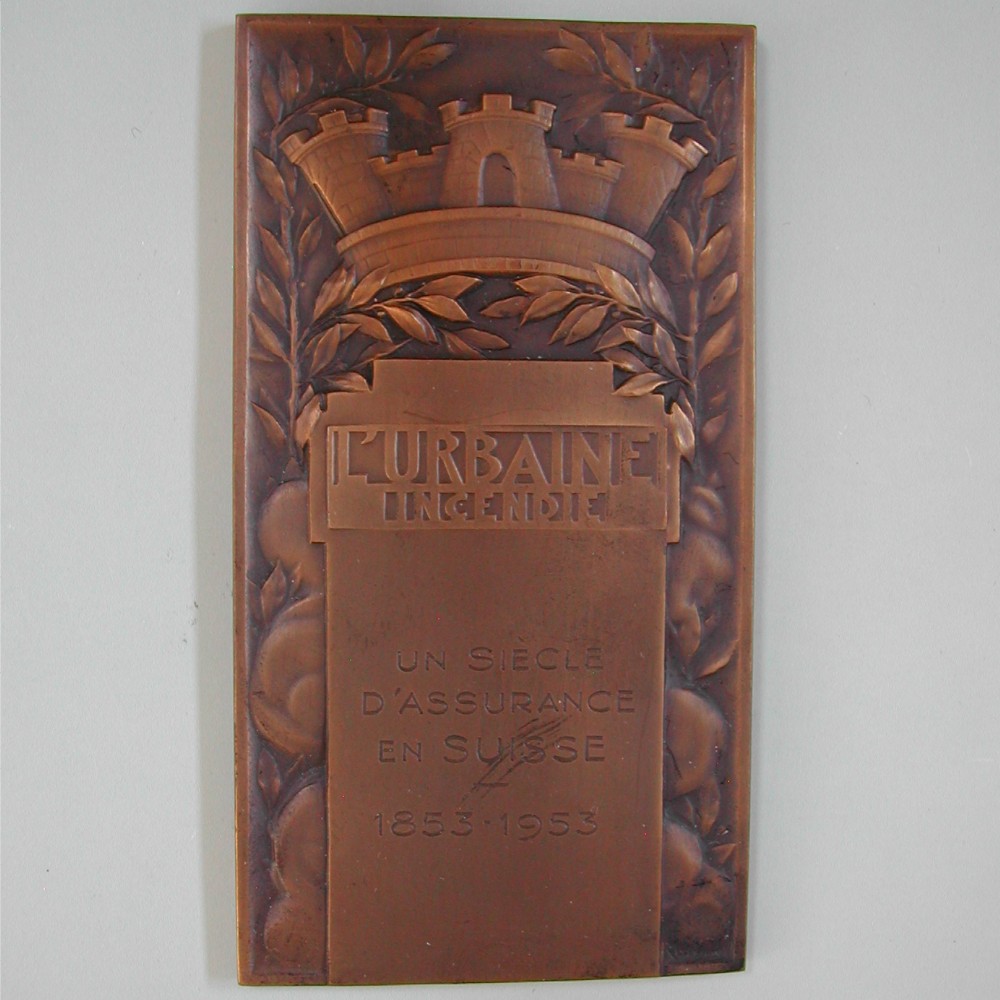 L'URBAINE
INCENDIE
UN SIÈCLE
D'ASSURANCE
EN SUISSE
1853·1953